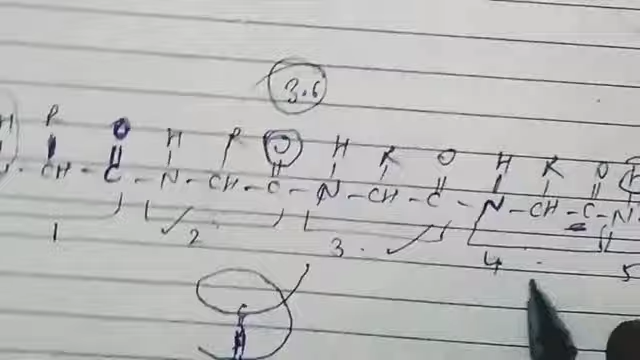 3.6
H R O H R O H R O H R O H
CH - C - N - CH - C - N - CH - C - N - CH - C - N
1 2 3 4 5
C